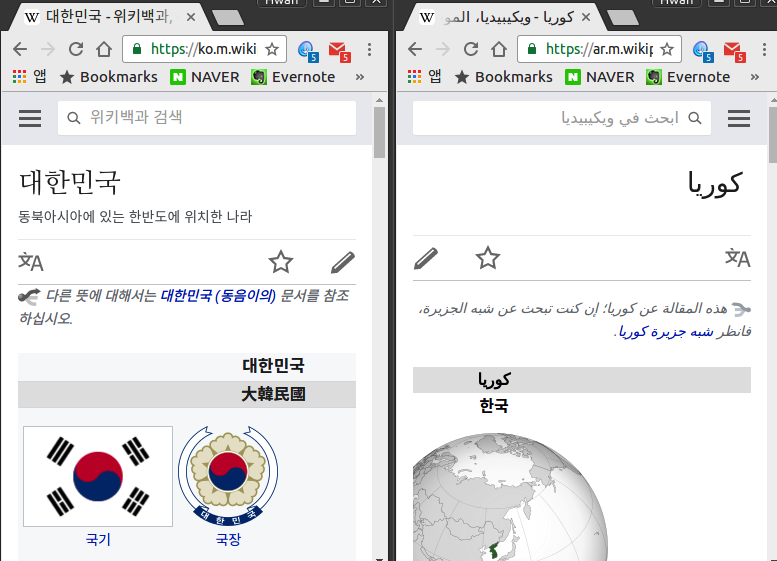 Hwan
대한민국 - 위키백과,
https://ko.m.wiki
5
5
앱 Bookmarks NAVER Evernote »
위키백과 검색
대한민국
동북아시아에 있는 한반도에 위치한 나라
文A
다른 뜻에 대해서는 대한민국 (동음이의) 문서를 참조
하십시오.
대한민국
大韓民國
대한민국
국기
국장
Hwan
كوريا - ويكيبيديا، المو
https://ar.m.wikip
5
5
앱 Bookmarks NAVER Evernote »
ابحث في ويكيبيديا
كوريا
文A
هذه المقالة عن كوريا؛ إن كنت تبحث عن شبه الجزيرة،
فانظر شبه جزيرة كوريا.
كوريا
한국